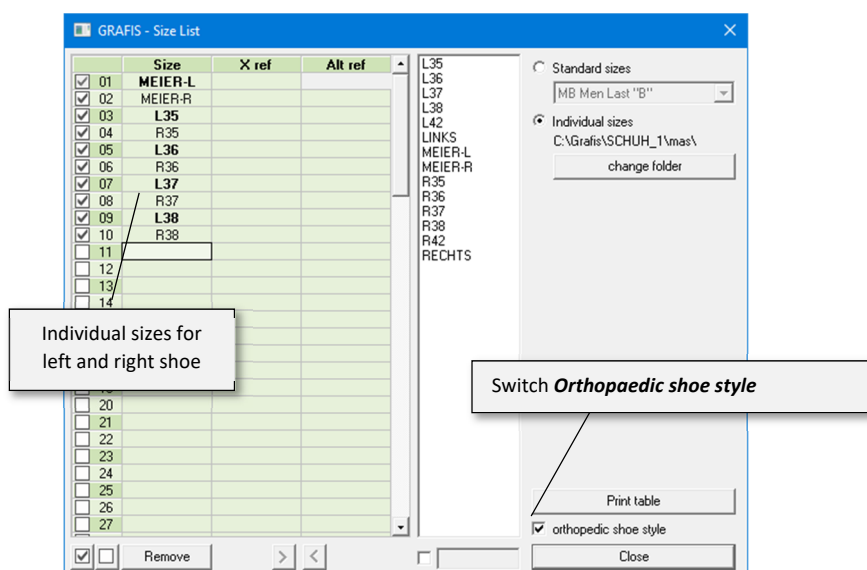 GRAFIS - Size List
Size X ref Alt ref
01 MEIER-L
02 MEIER-R
03 L35
04 R35
05 L36
06 R36
07 L37
08 R37
09 L38
10 R38
11
12
13
14
20
21
22
23
24
25
26
27
Remove > <
L35
L36
L37
L38
L42
LINKS
MEIER-L
MEIER-R
R35
R36
R37
R38
R42
RECHTS
Standard sizes
MB Men Last "B"
Individual sizes
C:\Grafis\SCHUH_1\mas\
change folder
Print table
orthopedic shoe style
Close
Individual sizes for
left and right shoe
Switch Orthopaedic shoe style